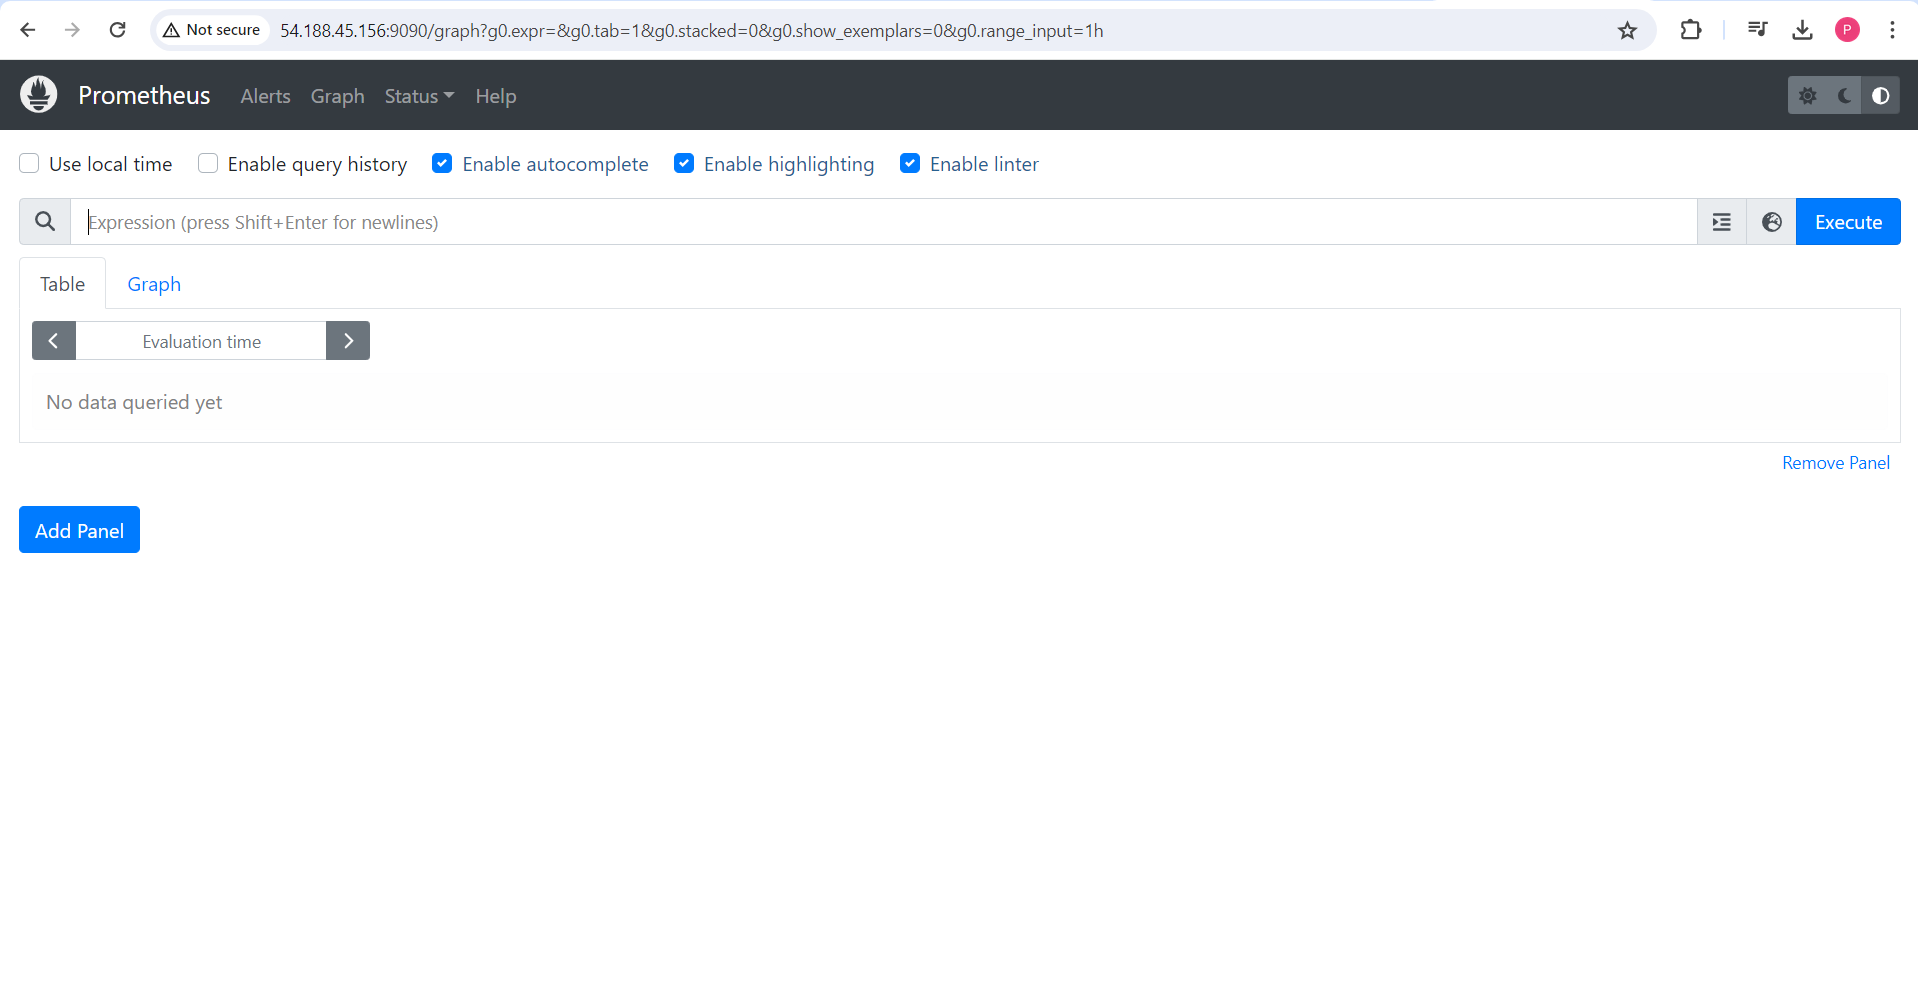 Not secure 54.188.45.156:9090/graph?g0.expr=&g0.tab=1&g0.stacked=0&g0.show_exemplars=0&g0.range_input=1h P
Prometheus Alerts Graph Status Help
Use local time Enable query history Enable autocomplete Enable highlighting Enable linter
Expression (press Shift+Enter for newlines) Execute
Table Graph
Evaluation time
No data queried yet
Remove Panel
Add Panel